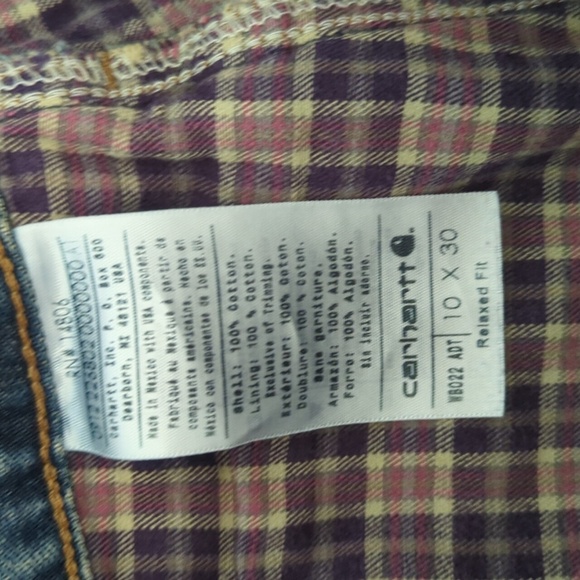 carhartt
WB022 ADT 10 X 30
Relaxed Fit
Shell: 100% Cotton.
Lining: 100 % Cotton.
Exclusive of Trimming.
Extérieur: 100% Coton.
Doublure: 100 % Coton.
Sans garniture.
Armazón: 100% Algodón.
Forro: 100% Algodón.
Sin incluir adorno.
Made in Mexico with USA components.
Fabriqué au Mexique à partir de
composants américains. Hecho en
México con componentes de los EE.UU.
Carhartt, Inc. P. O. Box 600
Dearborn, MI 48121 USA
RN# 14806